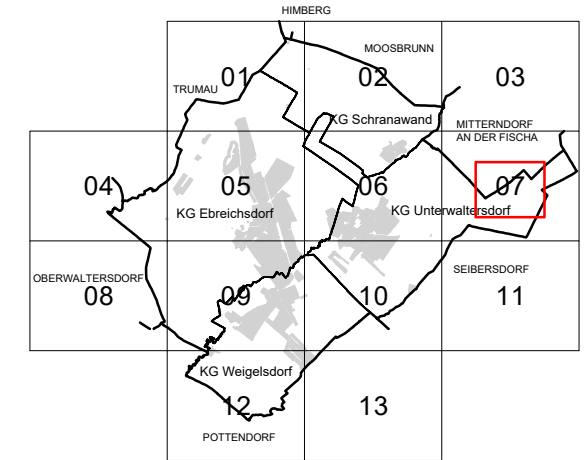 HIMBERG
MOOSBRUNN
01
02
03
TRUMAU
KG Schranawand
MITTERNDORF
AN DER FISCHA
04
05
06
07
KG Ebreichsdorf
KG Unterwaltersdorf
OBERWALTERSDORF
SEIBERSDORF
08
09
10
11
KG Weigelsdorf
12
13
POTTENDORF